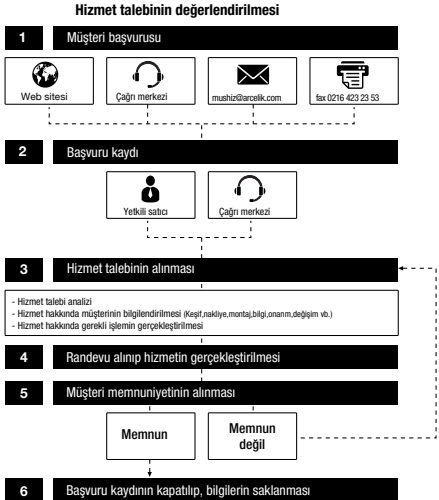 Hizmet talebinin değerlendirilmesi
1 Müşteri başvurusu
Web sitesi
Çağrı merkezi
mushiz@arcelik.com
fax 0216 423 23 53
2 Başvuru kaydı
Yetkili satıcı
Çağrı merkezi
3 Hizmet talebinin alınması
- Hizmet talebi analizi
- Hizmet hakkında müşterinin bilgilendirilmesi (Keşif,nakliye,montaj,bilgi,onarım,değişim vb.)
- Hizmet hakkında gerekli işlemin gerçekleştirilmesi
4 Randevu alınıp hizmetin gerçekleştirilmesi
5 Müşteri memnuniyetinin alınması
Memnun
Memnun
değil
6 Başvuru kaydının kapatılıp, bilgilerin saklanması